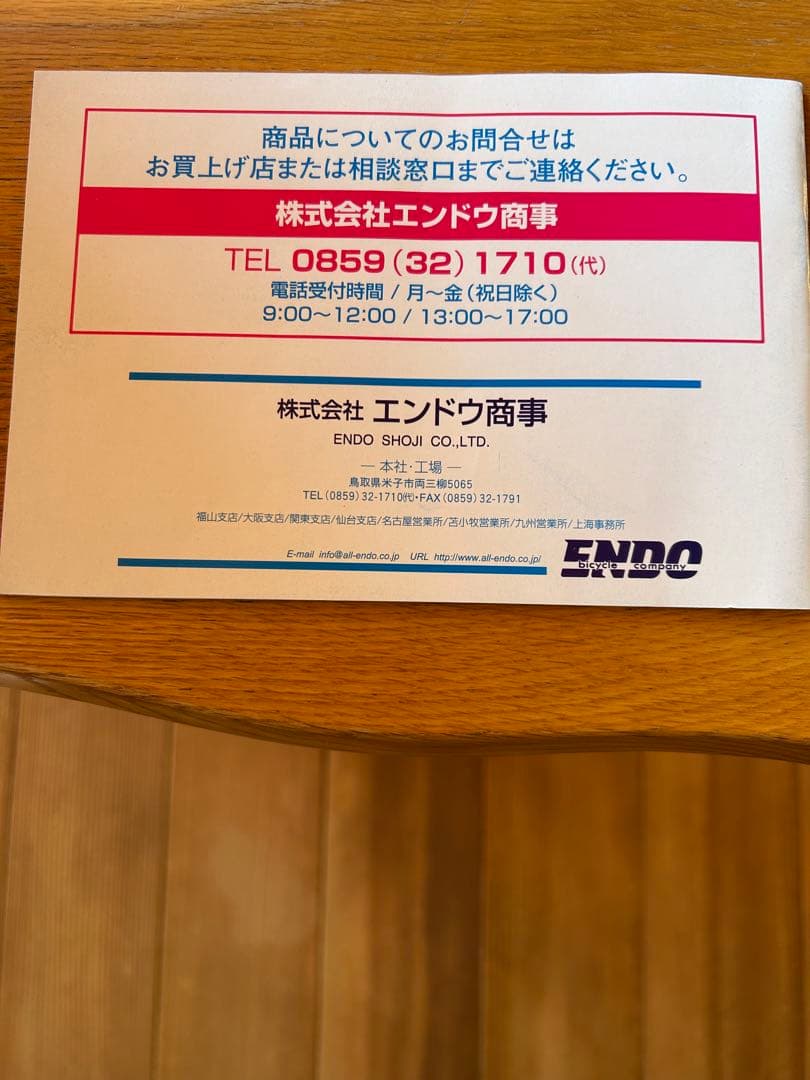 商品についてのお問合せは
お買上げ店または相談窓口までご連絡ください。
株式会社エンドウ商事
TEL 0859(32)1710(代)
電話受付時間 / 月～金(祝日除く)
9:00～12:00 / 13:00～17:00
株式会社 エンドウ商事
ENDO SHOJI CO.,LTD.
― 本社・工場 ―
鳥取県米子市両三柳5065
TEL(0859)32-1710(代)・FAX(0859)32-1791
福山支店/大阪支店/関東支店/仙台支店/名古屋営業所/苫小牧営業所/九州営業所/上海事務所
E-mail info@all-endo.co.jp URL http://www.all-endo.co.jp/
ENDO
bicycle company